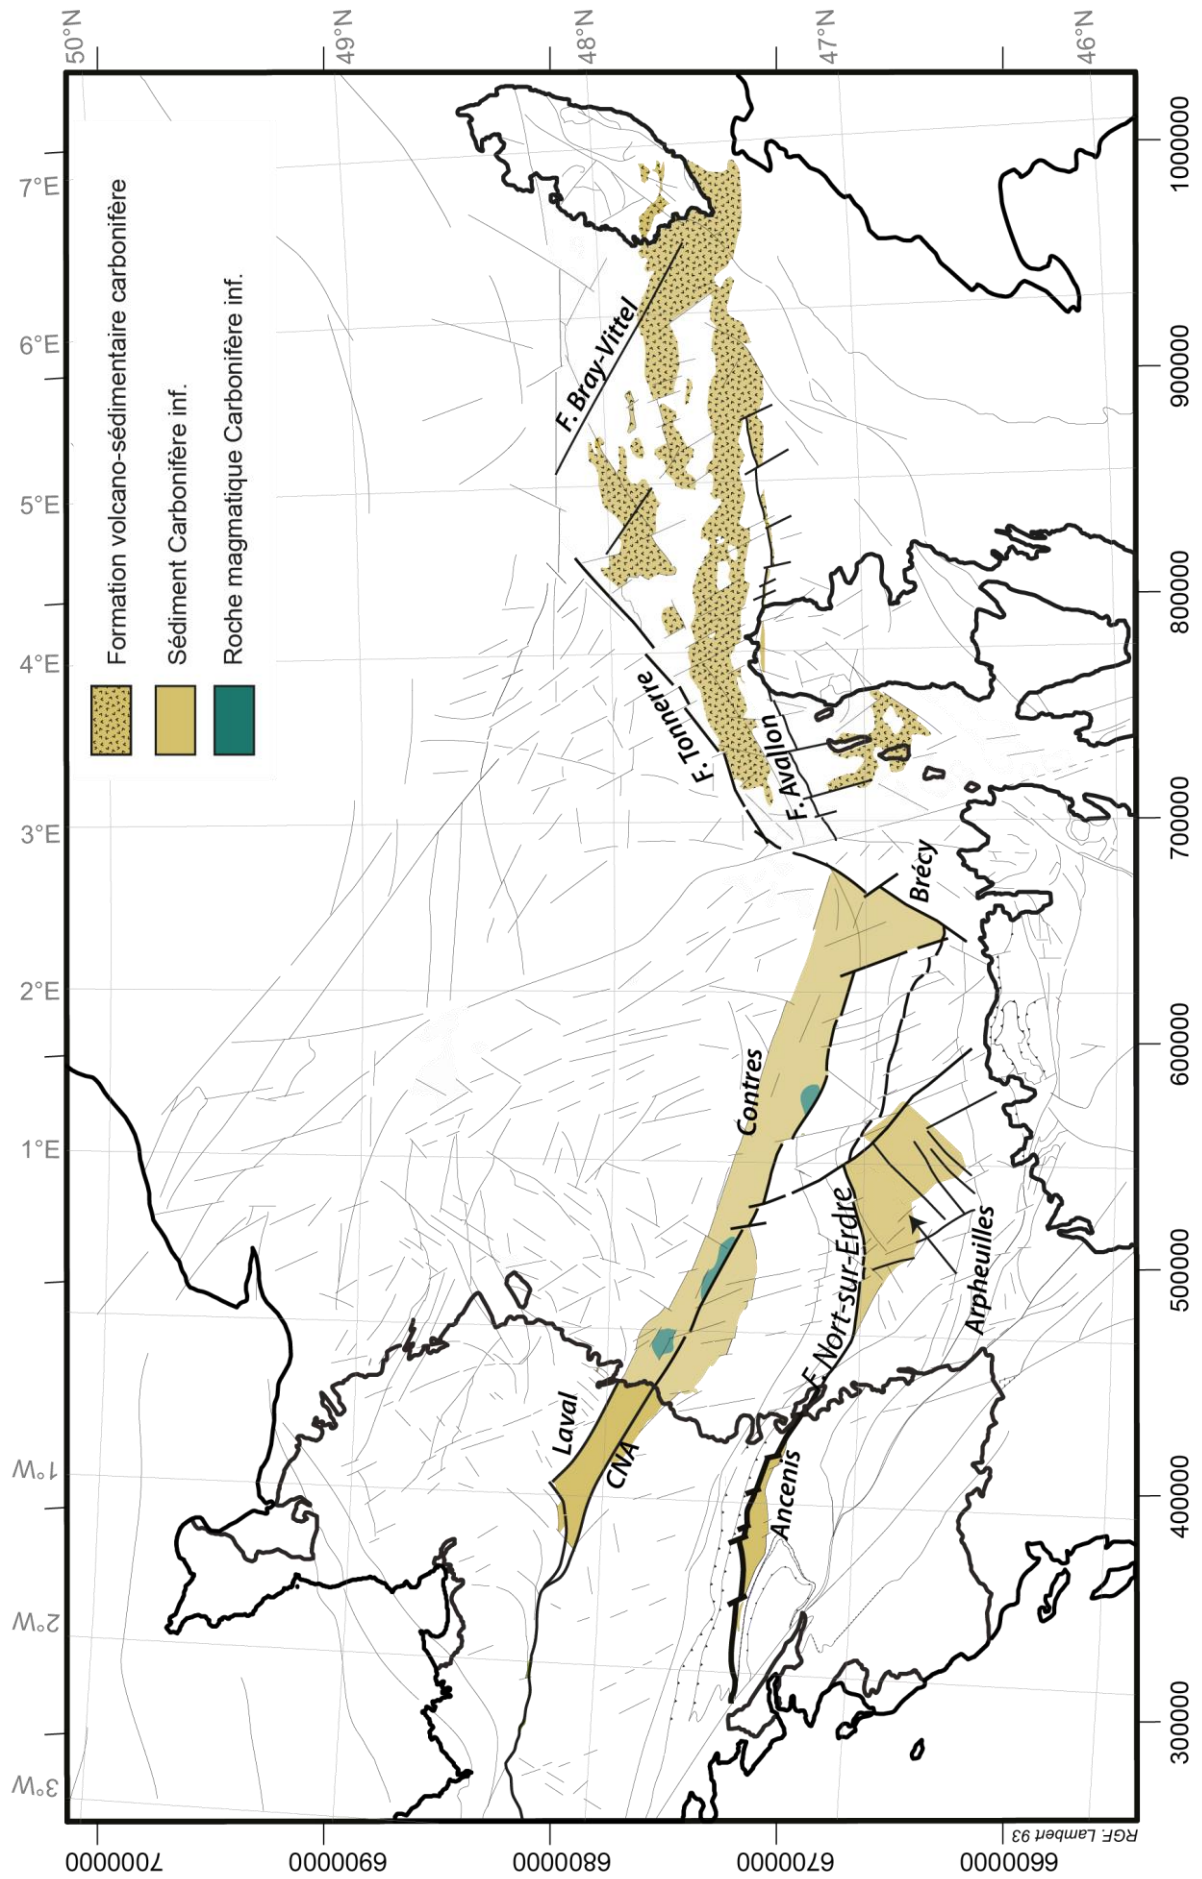 3°W
2°W
1°W
1°E
2°E
3°E
4°E
5°E
6°E
7°E
7000000
6900000
6800000
6700000
6600000
50°N
49°N
48°N
47°N
46°N
Formation volcano-sédimentaire carbonifère
Sédiment Carbonifère inf.
Roche magmatique Carbonifère inf.
Laval
CNA
F. Bray-Vittel
F. Tonnerre
Contres
F. Avallon
Ancenis
F. Nort-sur-Erdre
Brécy
Arpheuilles
RGF. Lambert 93
300000
400000
500000
600000
700000
800000
900000
1000000